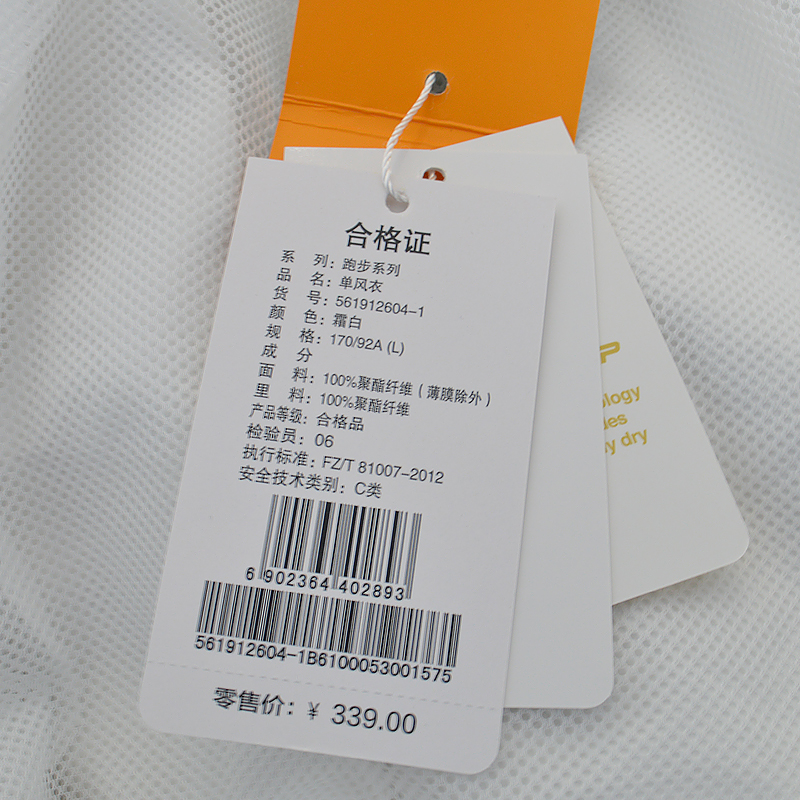 合格证
系 列：跑步系列
品 名：单风衣
货 号：561912604-1
颜 色：霜白
规 格：170/92A (L)
成 分
面 料：100%聚酯纤维（薄膜除外）
里 料：100%聚酯纤维
产品等级：合格品
检验员：06
执行标准：FZ/T 81007-2012
安全技术类别：C类
6 902364 402893
561912604-1B6100053001575
零售价：¥ 339.00
P
ology
des
y dry